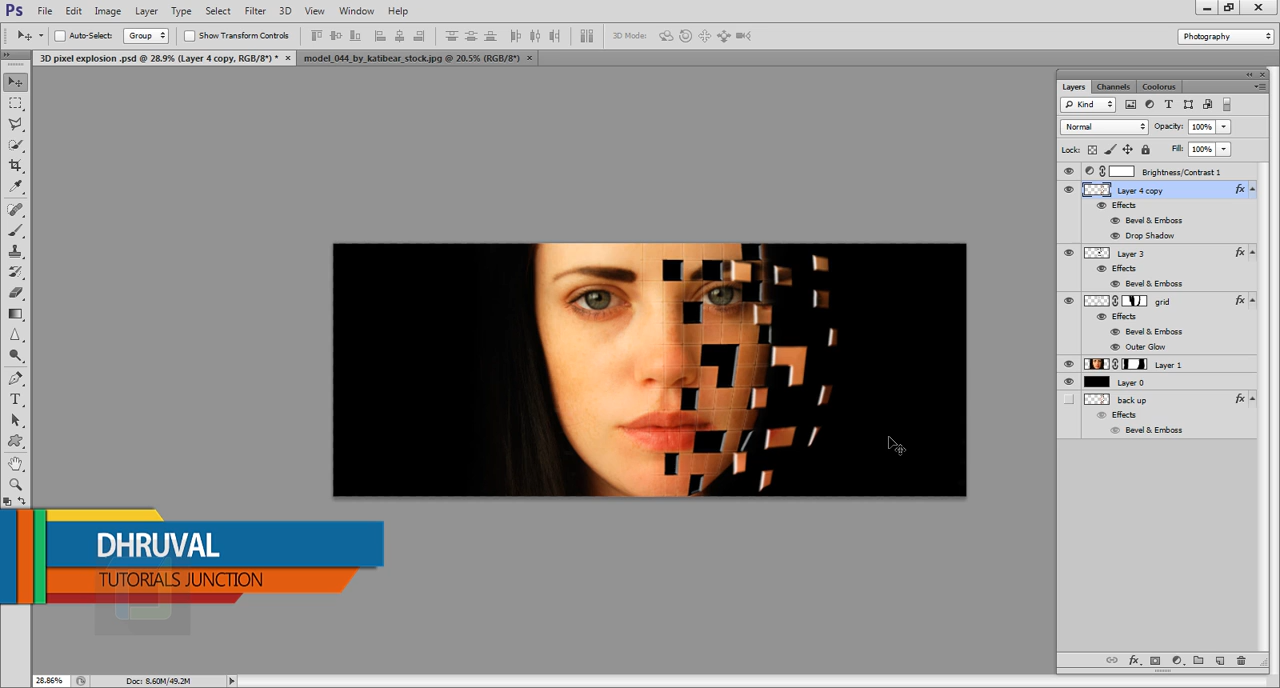 Ps File Edit Image Layer Type Select Filter 3D View Window Help
Auto-Select: Group Show Transform Controls 3D Mode: Photography
3D pixel explosion .psd @ 28.9% (Layer 4 copy, RGB/8*) * × model_044_by_katibear_stock.jpg @ 20.5% (RGB/8*) ×
Layers Channels Coolorus
Kind
Normal Opacity: 100%
Lock: Fill: 100%
Brightness/Contrast 1
Layer 4 copy fx
Effects
Bevel & Emboss
Drop Shadow
Layer 3 fx
Effects
Bevel & Emboss
grid fx
Effects
Bevel & Emboss
Outer Glow
Layer 1
Layer 0
back up fx
Effects
Bevel & Emboss
DHRUVAL
TUTORIALS JUNCTION
28.86% Doc: 8.60M/49.2M